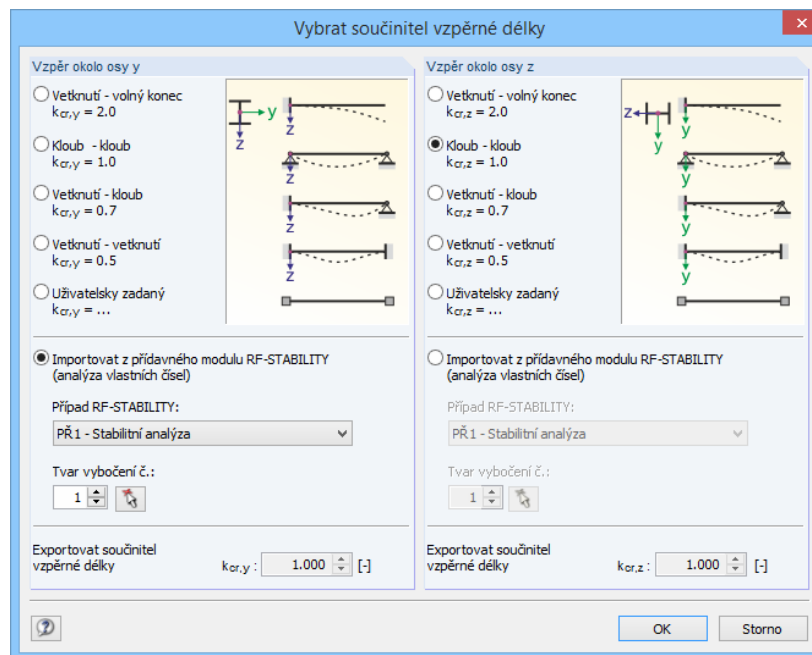 Vybrat součinitel vzpěrné délky
Vzpěr okolo osy y
Vetknutí - volný konec
kcr,y = 2.0
Kloub - kloub
kcr,y = 1.0
Vetknutí - kloub
kcr,y = 0.7
Vetknutí - vetknutí
kcr,y = 0.5
Uživatelsky zadaný
kcr,y = ...
y
z
z
z
z
z
Importovat z přídavného modulu RF-STABILITY
(analýza vlastních čísel)
Případ RF-STABILITY:
PŘ1 - Stabilitní analýza
Tvar vybočení č.:
1
Exportovat součinitel
vzpěrné délky
kcr,y : 1.000 [-]
Vzpěr okolo osy z
Vetknutí - volný konec
kcr,z = 2.0
Kloub - kloub
kcr,z = 1.0
Vetknutí - kloub
kcr,z = 0.7
Vetknutí - vetknutí
kcr,z = 0.5
Uživatelsky zadaný
kcr,y = ...
z
y
y
y
y
y
Importovat z přídavného modulu RF-STABILITY
(analýza vlastních čísel)
Případ RF-STABILITY:
PŘ1 - Stabilitní analýza
Tvar vybočení č.:
1
Exportovat součinitel
vzpěrné délky
kcr,z : 1.000 [-]
OK
Storno